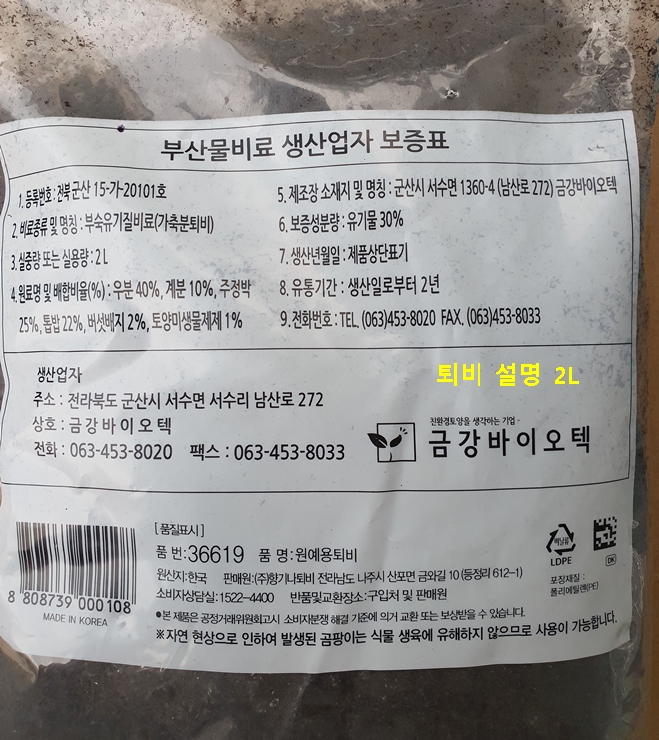 부산물비료 생산업자 보증표
1. 등록번호 : 전북 군산 15-가-20101호
2. 비료종류 및 명칭 : 부숙유기질비료(가축분퇴비)
3. 실중량 또는 실용량 : 2L
4. 원료명 및 배합비율(%) : 우분 40%, 계분 10%, 주정박
25%, 톱밥 22%, 버섯배지 2%, 토양미생물제제 1%
5. 제조장 소재지 및 명칭 : 군산시 서수면 1360-4 (남산로 272) 금강바이오텍
6. 보증성분량 : 유기물 30%
7. 생산년월일 : 제품상단표기
8. 유통기간 : 생산일로부터 2년
9. 전화번호 : TEL. (063)453-8020 FAX. (063)453-8033
생산업자
주소 : 전라북도 군산시 서수면 서수리 남산로 272
상호 : 금강바이오텍
전화 : 063-453-8020 팩스 : 063-453-8033
퇴비 설명 2L
친환경토양을 생각하는 기업 -
금강바이오텍
[품질표시]
품 번:36619 품 명:원예용퇴비
원산지:한국 판매원:(주)향기나퇴비 전라남도 나주시 산포면 금와길 10 (등정리 612-1)
소비자상담실:1522-4400 반품및교환장소:구입처 및 판매원
●본 제품은 공정거래위원회고시 소비자분쟁 해결 기준에 의거 교환 또는 보상받을 수 있습니다.
※자연 현상으로 인하여 발생된 곰팡이는 식물 생육에 유해하지 않으므로 사용이 가능합니다.
8 808739 000108
MADE IN KOREA
비닐류
LDPE
DK
포장재질 :
폴리에틸렌(PE)